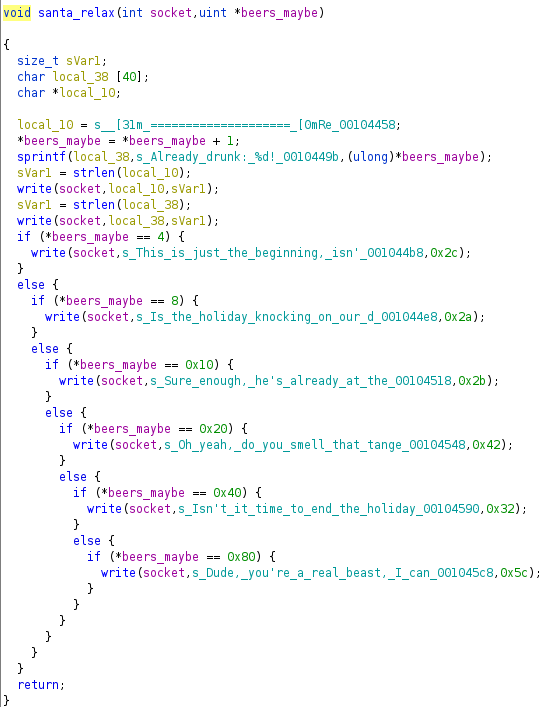 void santa_relax(int socket,uint *beers_maybe)
{
size_t sVar1;
char local_38 [40];
char *local_10;
local_10 = s__[31m_====================_[0mRe_00104458;
*beers_maybe = *beers_maybe + 1;
sprintf(local_38,s_Already_drunk:_%d!_0010449b,(ulong)*beers_maybe);
sVar1 = strlen(local_10);
write(socket,local_10,sVar1);
sVar1 = strlen(local_38);
write(socket,local_38,sVar1);
if (*beers_maybe == 4) {
write(socket,s_This_is_just_the_beginning,_isn'_001044b8,0x2c);
}
else {
if (*beers_maybe == 8) {
write(socket,s_Is_the_holiday_knocking_on_our_d_001044e8,0x2a);
}
else {
if (*beers_maybe == 0x10) {
write(socket,s_Sure_enough,_he's_already_at_the_00104518,0x2b);
}
else {
if (*beers_maybe == 0x20) {
write(socket,s_Oh_yeah,_do_you_smell_that_tange_00104548,0x42);
}
else {
if (*beers_maybe == 0x40) {
write(socket,s_Isn't_it_time_to_end_the_holiday_00104590,0x32);
}
else {
if (*beers_maybe == 0x80) {
write(socket,s_Dude,_you're_a_real_beast,_I_can_001045c8,0x5c);
}
}
}
}
}
}
return;
}